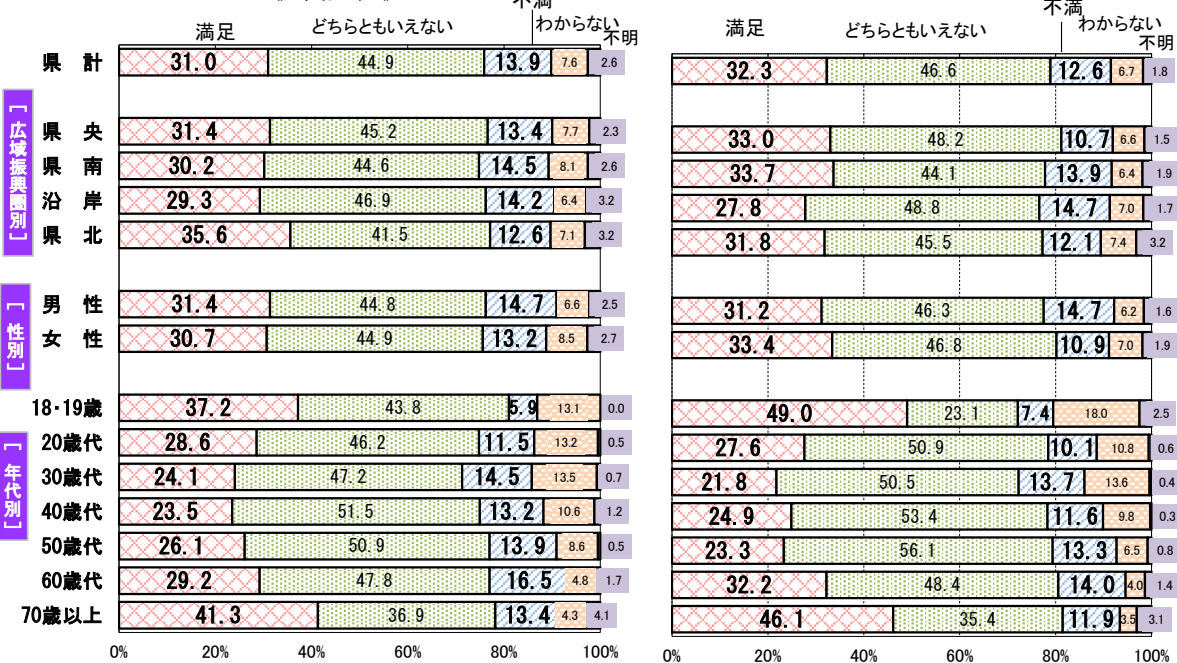 不満
満足 どちらともいえない わからない
不明
県 計 31.0 44.9 13.9 7.6 2.6
[広域振興圏別]
県 央 31.4 45.2 13.4 7.7 2.3
県 南 30.2 44.6 14.5 8.1 2.6
沿 岸 29.3 46.9 14.2 6.4 3.2
県 北 35.6 41.5 12.6 7.1 3.2
[性別]
男 性 31.4 44.8 14.7 6.6 2.5
女 性 30.7 44.9 13.2 8.5 2.7
[年代別]
18・19歳 37.2 43.8 5.9 13.1 0.0
20歳代 28.6 46.2 11.5 13.2 0.5
30歳代 24.1 47.2 14.5 13.5 0.7
40歳代 23.5 51.5 13.2 10.6 1.2
50歳代 26.1 50.9 13.9 8.6 0.5
60歳代 29.2 47.8 16.5 4.8 1.7
70歳以上 41.3 36.9 13.4 4.3 4.1
0% 20% 40% 60% 80% 100%
不満
満足 どちらともいえない わからない
不明
32.3 46.6 12.6 6.7 1.8
33.0 48.2 10.7 6.6 1.5
33.7 44.1 13.9 6.4 1.9
27.8 48.8 14.7 7.0 1.7
31.8 45.5 12.1 7.4 3.2
31.2 46.3 14.7 6.2 1.6
33.4 46.8 10.9 7.0 1.9
49.0 23.1 7.4 18.0 2.5
27.6 50.9 10.1 10.8 0.6
21.8 50.5 13.7 13.6 0.4
24.9 53.4 11.6 9.8 0.3
23.3 56.1 13.3 6.5 0.8
32.2 48.4 14.0 4.0 1.4
46.1 35.4 11.9 3.5 3.1
0% 20% 40% 60% 80% 100%